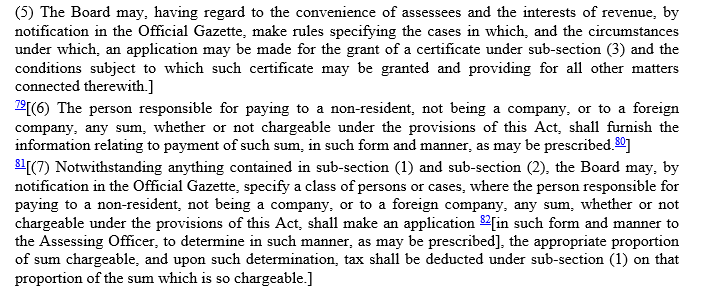 (5) The Board may, having regard to the convenience of assessees and the interests of revenue, by
notification in the Official Gazette, make rules specifying the cases in which, and the circumstances
under which, an application may be made for the grant of a certificate under sub-section (3) and the
conditions subject to which such certificate may be granted and providing for all other matters
connected therewith.]
79[(6) The person responsible for paying to a non-resident, not being a company, or to a foreign
company, any sum, whether or not chargeable under the provisions of this Act, shall furnish the
information relating to payment of such sum, in such form and manner, as may be prescribed.80]
81[(7) Notwithstanding anything contained in sub-section (1) and sub-section (2), the Board may, by
notification in the Official Gazette, specify a class of persons or cases, where the person responsible for
paying to a non-resident, not being a company, or to a foreign company, any sum, whether or not
chargeable under the provisions of this Act, shall make an application 82[in such form and manner to
the Assessing Officer, to determine in such manner, as may be prescribed], the appropriate proportion
of sum chargeable, and upon such determination, tax shall be deducted under sub-section (1) on that
proportion of the sum which is so chargeable.]